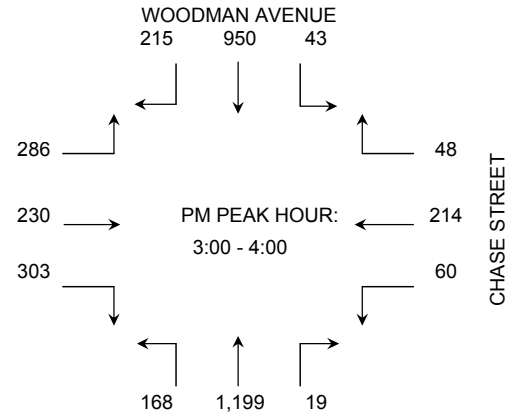 WOODMAN AVENUE
215 950 43
286 48
230 PM PEAK HOUR: 214
3:00 - 4:00
303 60
CHASE STREET
168 1,199 19